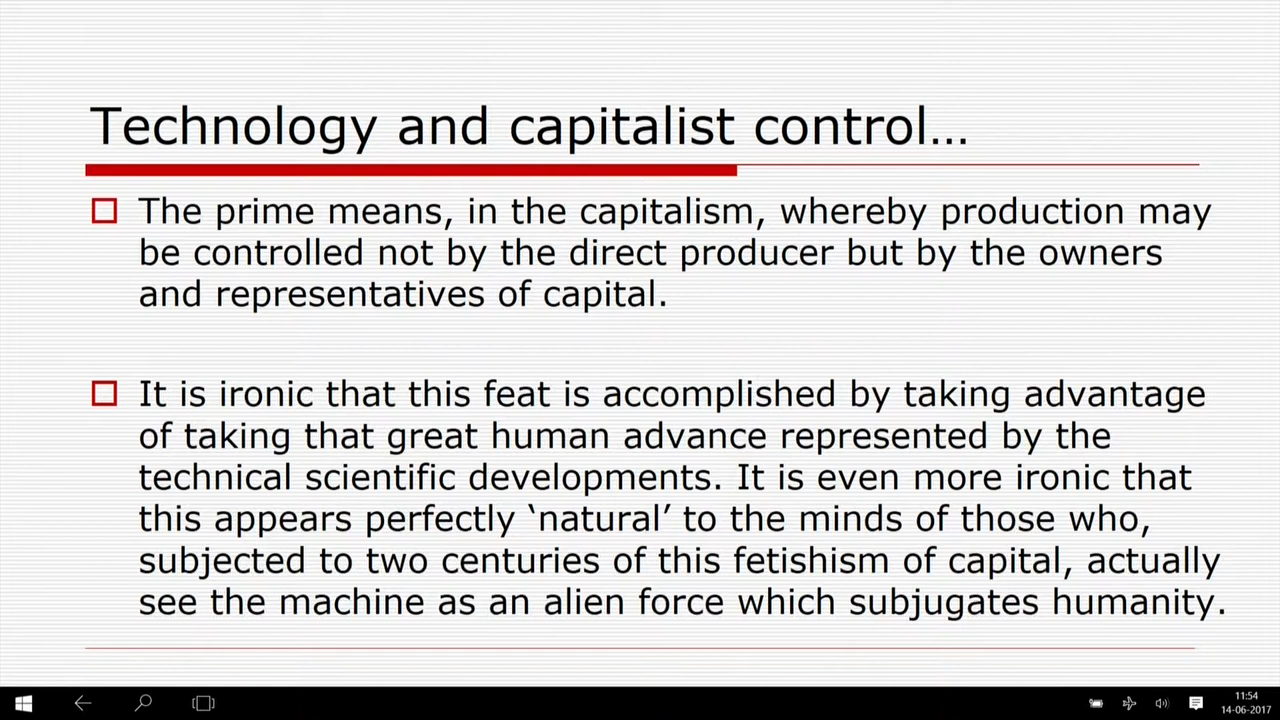 Technology and capitalist control…
The prime means, in the capitalism, whereby production may
be controlled not by the direct producer but by the owners
and representatives of capital.
It is ironic that this feat is accomplished by taking advantage
of taking that great human advance represented by the
technical scientific developments. It is even more ironic that
this appears perfectly ‘natural’ to the minds of those who,
subjected to two centuries of this fetishism of capital, actually
see the machine as an alien force which subjugates humanity.
11:54
14-06-2017